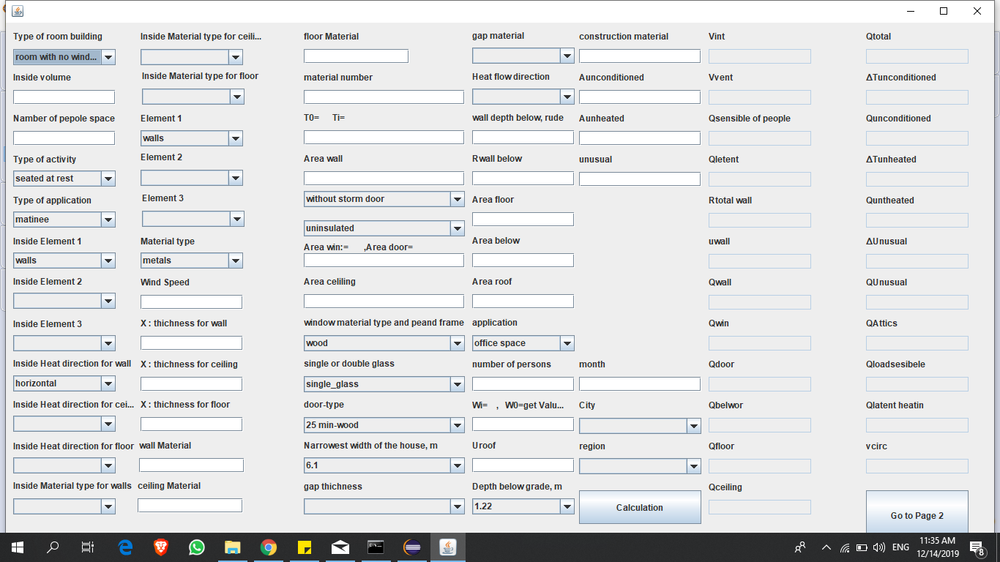 Type of room building
room with no wind...
Inside volume
Namber of pepole space
Type of activity
seated at rest
Type of application
matinee
Inside Element 1
walls
Inside Element 2
Inside Element 3
Inside Heat direction for wall
horizontal
Inside Heat direction for cei...
Inside Heat direction for floor
Inside Material type for walls
Inside Material type for ceili...
Inside Material type for floor
Element 1
walls
Element 2
Element 3
Material type
metals
Wind Speed
X : thichness for wall
X : thichness for ceiling
X : thichness for floor
wall Material
ceiling Material
floor Material
material number
T0= Ti=
Area wall
without storm door
uninsulated
Area win:= ,Area door=
Area celiling
window material type and peand frame
wood
single or double glass
single_glass
door-type
25 min-wood
Narrowest width of the house, m
6.1
gap thichness
gap material
Heat flow direction
wall depth below, rude
Rwall below
Area floor
Area below
Area roof
application
office space
number of persons
Wi= , W0=get Valu...
Uroof
Depth below grade, m
1.22
construction material
Aunconditioned
Aunheated
unusual
month
City
region
Calculation
Vint
Vvent
Qsensible of people
Qletent
Rtotal wall
uwall
Qwall
Qwin
Qdoor
Qbelwor
Qfloor
Qceiling
Qtotal
ΔTunconditioned
Qunconditioned
ΔTunheated
Quntheated
ΔUnusual
QUnusual
QAttics
Qloadsesibele
Qlatent heatin
vcirc
Go to Page 2
ENG
11:35 AM
12/14/2019
8